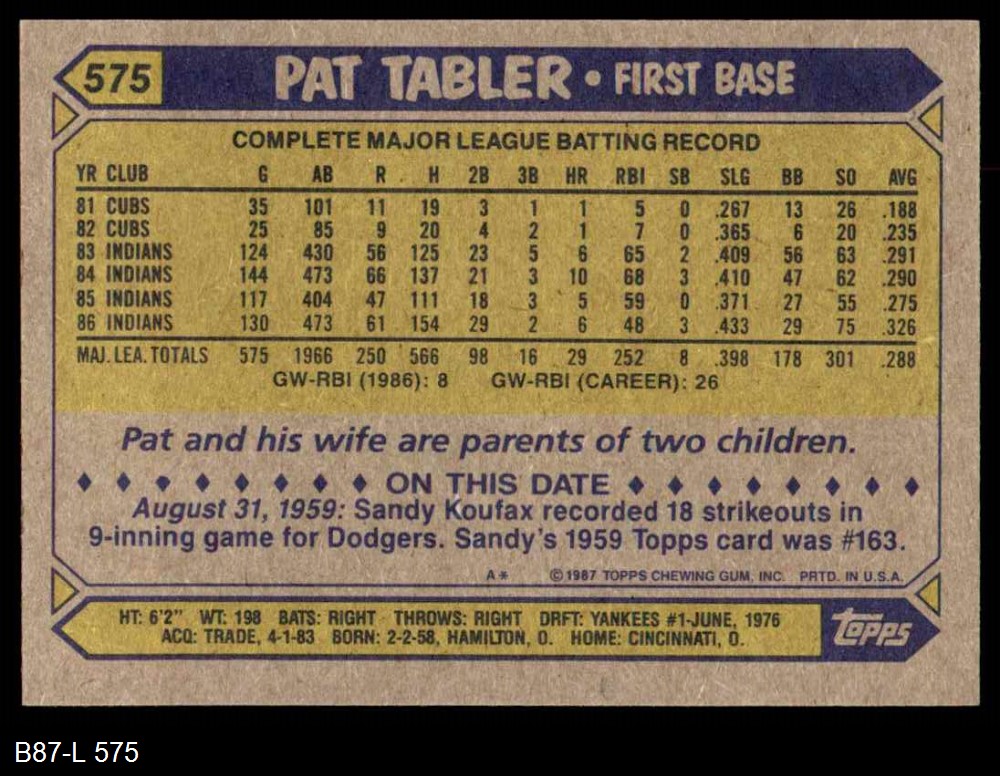 575 PAT TABLER • FIRST BASE
COMPLETE MAJOR LEAGUE BATTING RECORD
YR CLUB G AB R H 2B 3B HR RBI SB SLG BB SO AVG
81 CUBS 35 101 11 19 3 1 1 5 0 .267 13 26 .188
82 CUBS 25 85 9 20 4 2 1 7 0 .365 6 20 .235
83 INDIANS 124 430 56 125 23 5 6 65 2 .409 56 63 .291
84 INDIANS 144 473 66 137 21 3 10 68 3 .410 47 62 .290
85 INDIANS 117 404 47 111 18 3 5 59 0 .371 27 55 .275
86 INDIANS 130 473 61 154 29 2 6 48 3 .433 29 75 .326
MAJ. LEA. TOTALS 575 1966 250 566 98 16 29 252 8 .398 178 301 .288
GW-RBI (1986): 8 GW-RBI (CAREER): 26
Pat and his wife are parents of two children.
ON THIS DATE
August 31, 1959: Sandy Koufax recorded 18 strikeouts in
9-inning game for Dodgers. Sandy's 1959 Topps card was #163.
A* © 1987 TOPPS CHEWING GUM, INC. PRTD. IN U.S.A.
HT: 6'2" WT: 198 BATS: RIGHT THROWS: RIGHT DRFT: YANKEES #1-JUNE, 1976
ACQ: TRADE, 4-1-83 BORN: 2-2-58, HAMILTON, O. HOME: CINCINNATI, O.
Topps
B87-L 575